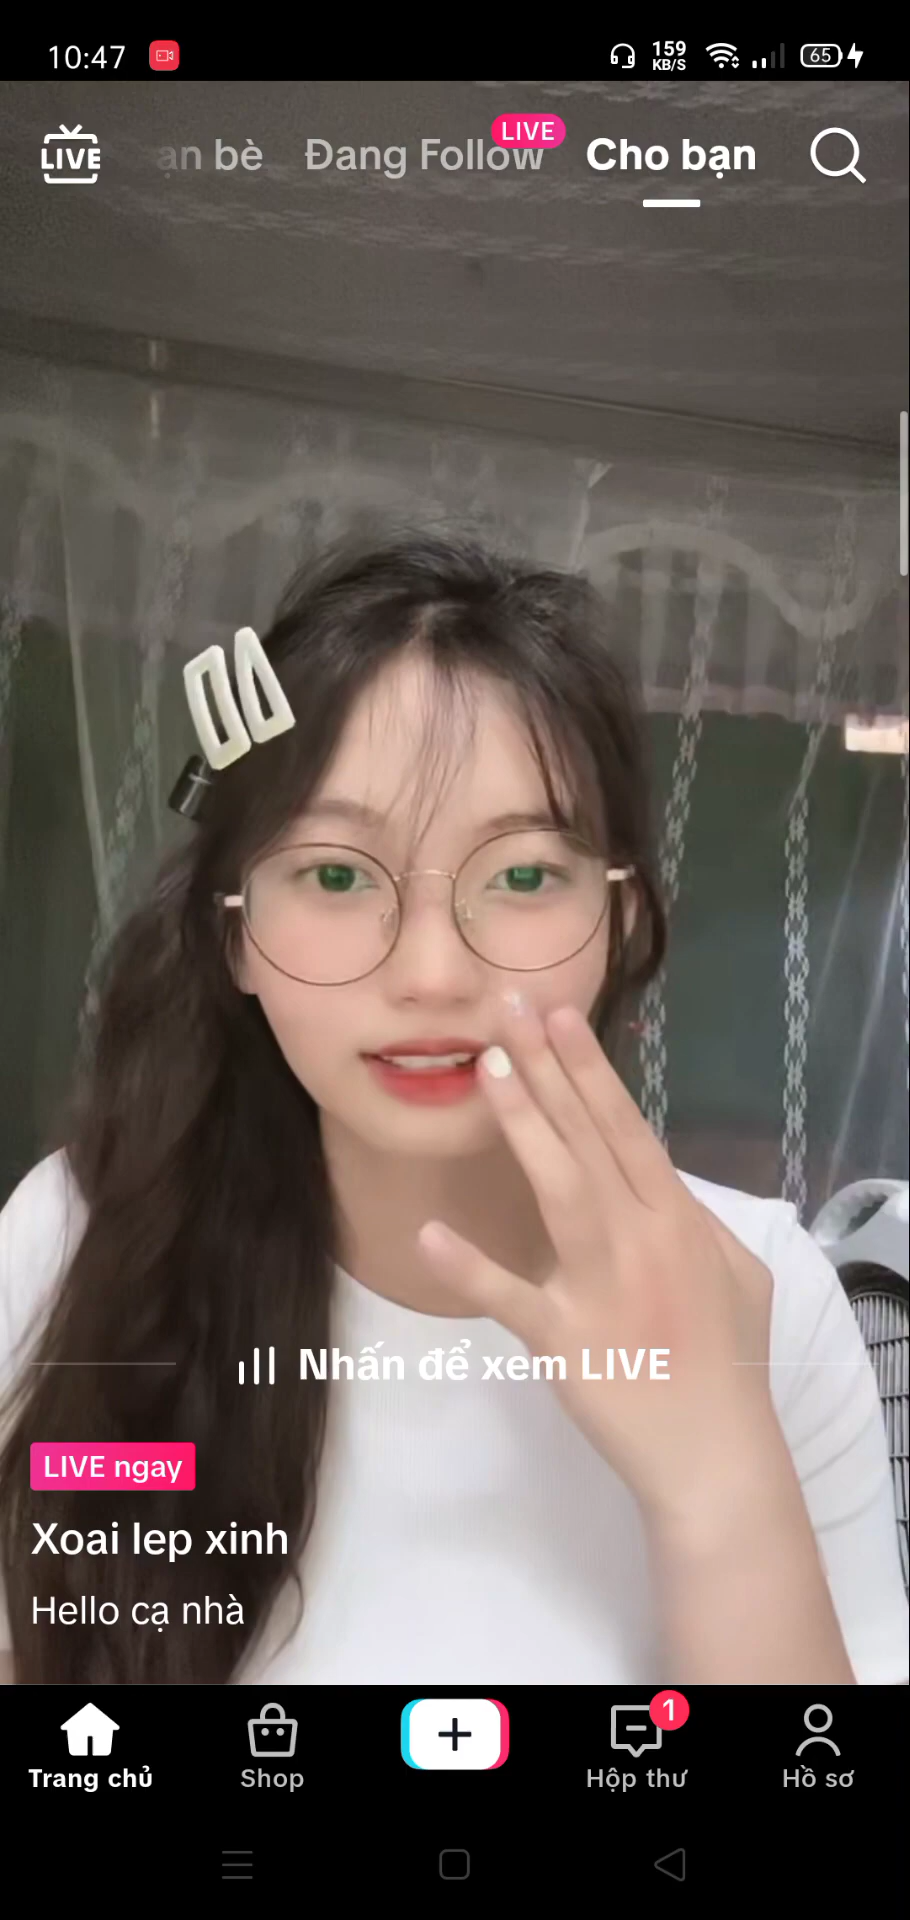 10:47
159
KB/S
65
LIVE
ạn bè
Đang Follow
LIVE
Cho bạn
Nhấn để xem LIVE
LIVE ngay
Xoai lep xinh
Hello cạ nhà
Trang chủ
Shop
1
Hộp thư
Hồ sơ